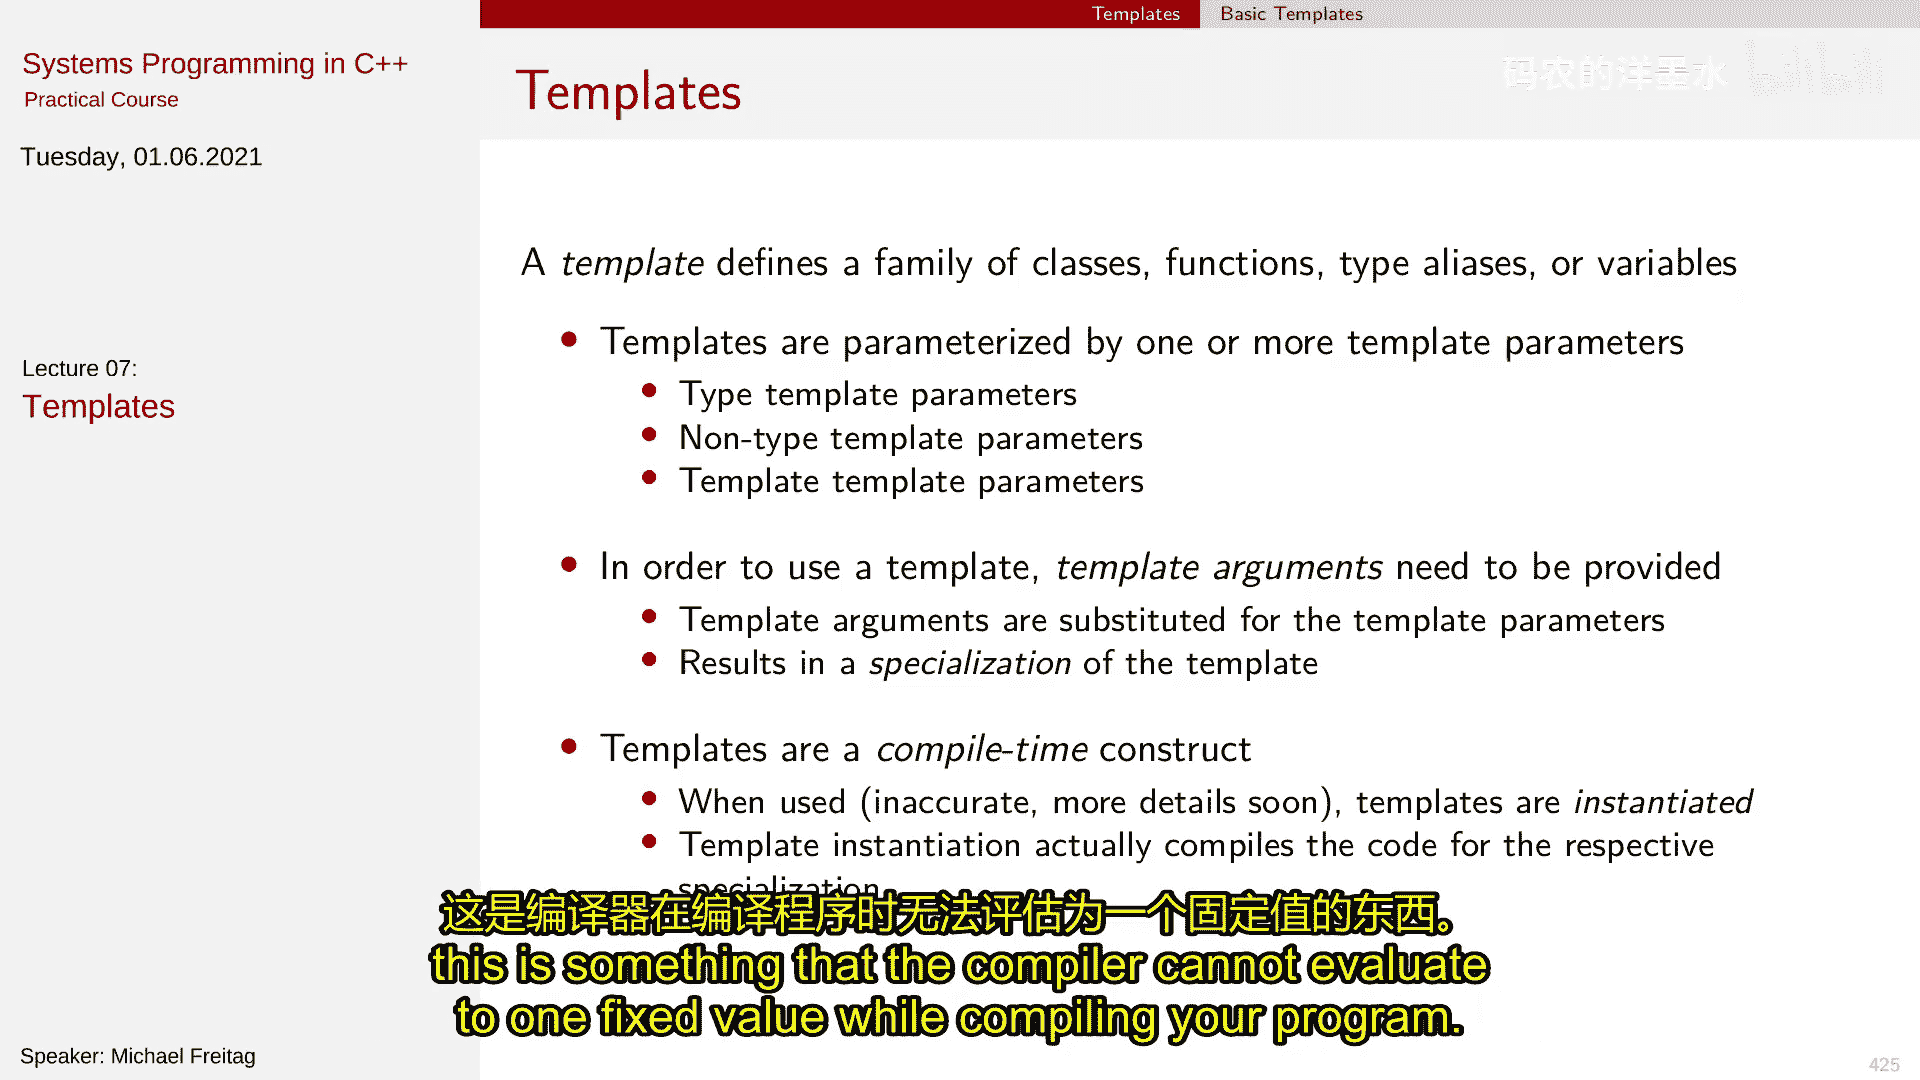 Templates Basic Templates
Systems Programming in C++
Practical Course
Tuesday, 01.06.2021
Lecture 07:
Templates
Speaker: Michael Freitag
Templates
码农的洋墨水
A template defines a family of classes, functions, type aliases, or variables
• Templates are parameterized by one or more template parameters
• Type template parameters
• Non-type template parameters
• Template template parameters
• In order to use a template, template arguments need to be provided
• Template arguments are substituted for the template parameters
• Results in a specialization of the template
• Templates are a compile-time construct
• When used (inaccurate, more details soon), templates are instantiated
• Template instantiation actually compiles the code for the respective
specialization
这是编译器在编译程序时无法评估为一个固定值的东西。
this is something that the compiler cannot evaluate
to one fixed value while compiling your program.
425